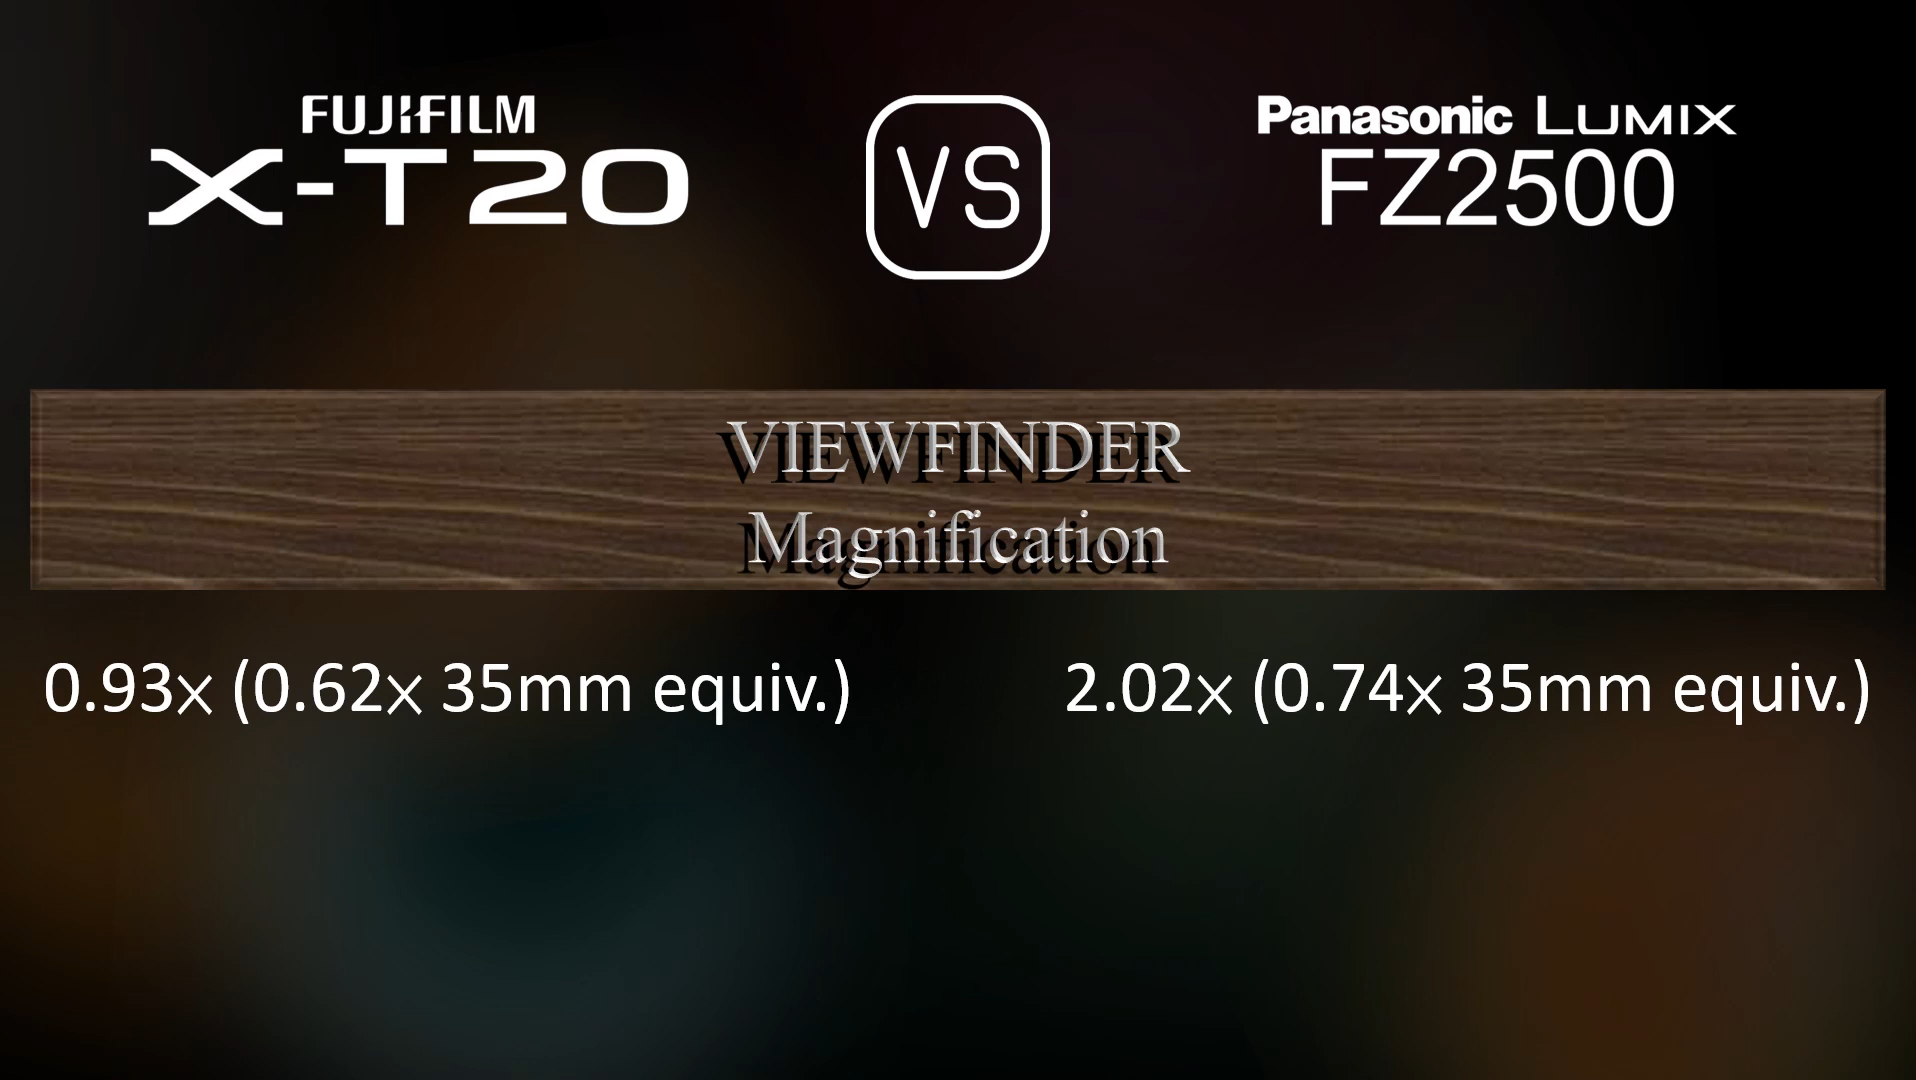 FUJIFILM
X-T20
VS
Panasonic LUMIX
FZ2500
VIEWFINDER
Magnification
0.93x (0.62x 35mm equiv.)
2.02x (0.74x 35mm equiv.)